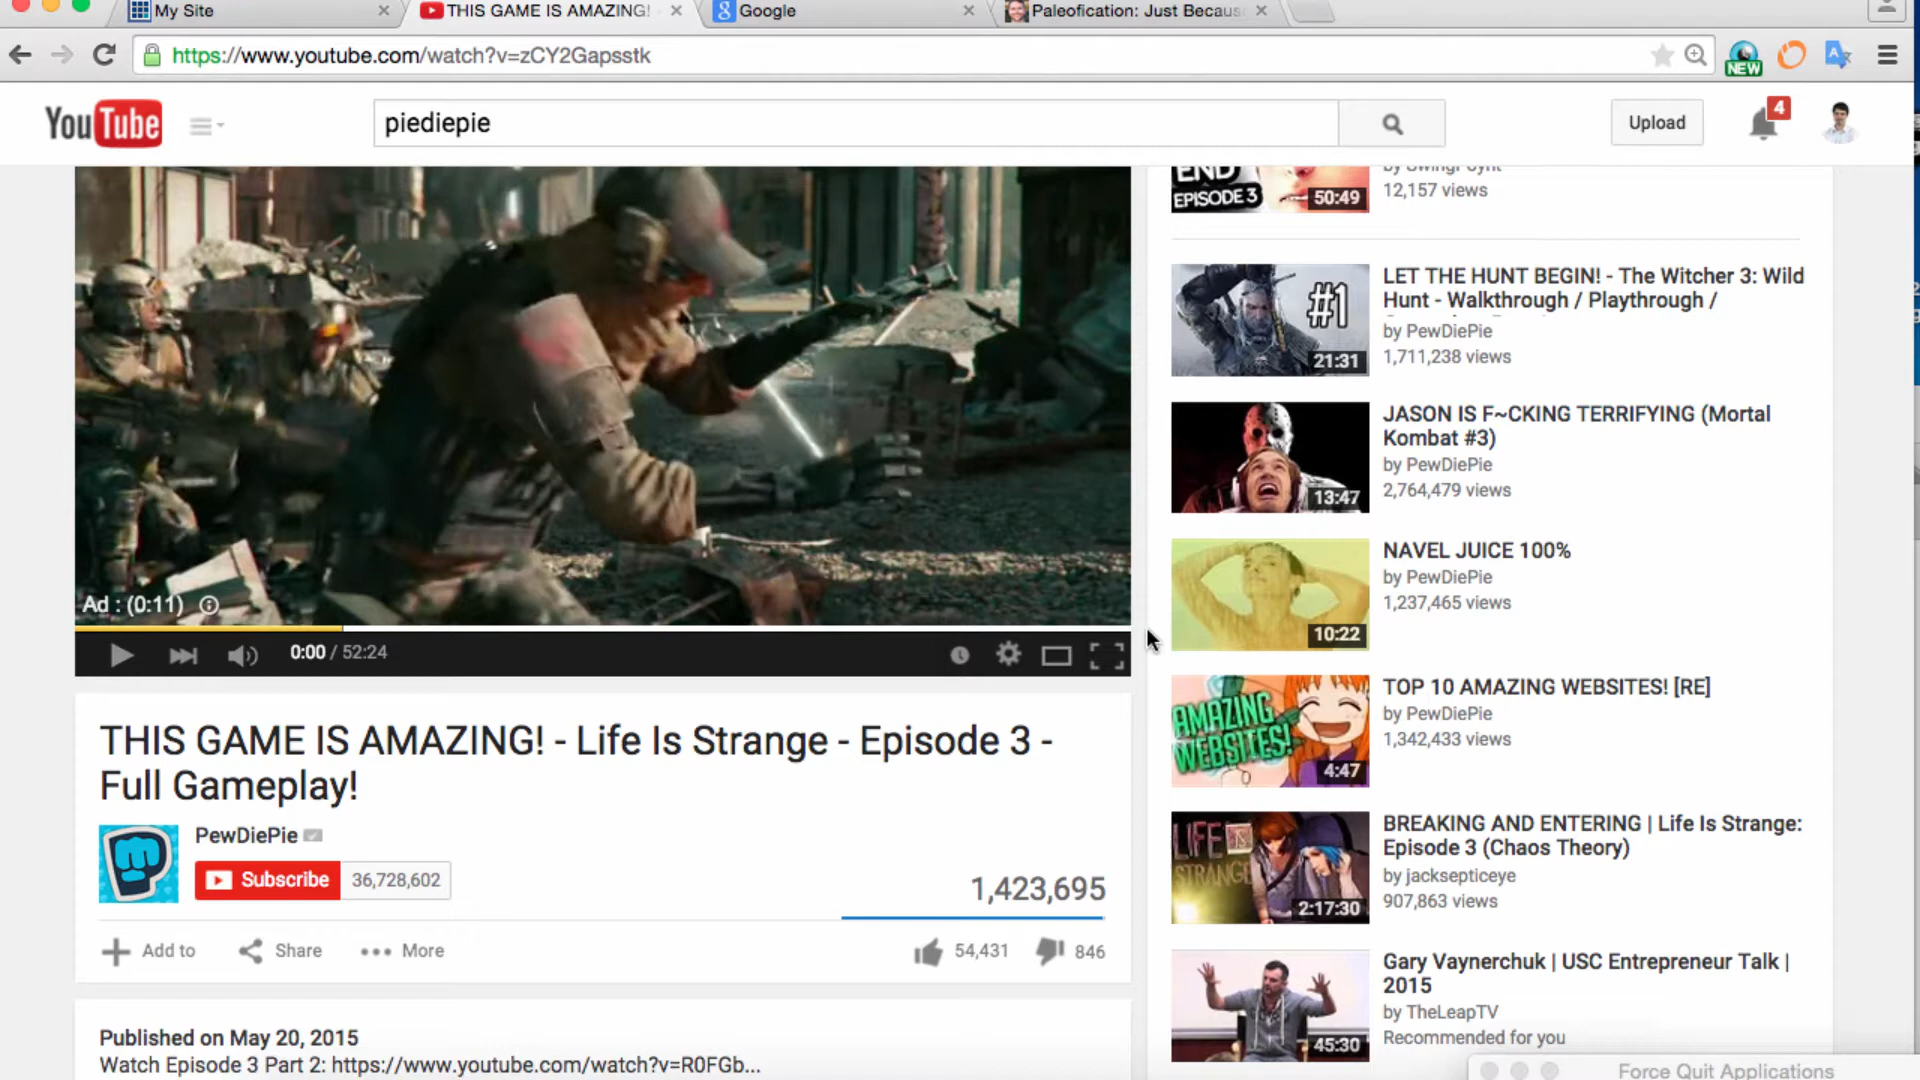 My Site
THIS GAME IS AMAZING!
Google
Paleofication: Just Becau
https://www.youtube.com/watch?v=zCY2Gapsstk
NEW
YouTube
piediepie
Upload
4
END
EPISODE 3
50:49
by SwingPoynt
12,157 views
#1
21:31
LET THE HUNT BEGIN! - The Witcher 3: Wild
Hunt - Walkthrough / Playthrough /
by PewDiePie
1,711,238 views
13:47
JASON IS F~CKING TERRIFYING (Mortal
Kombat #3)
by PewDiePie
2,764,479 views
10:22
NAVEL JUICE 100%
by PewDiePie
1,237,465 views
AMAZING
WEBSITES!
4:47
TOP 10 AMAZING WEBSITES! [RE]
by PewDiePie
1,342,433 views
LIFE IS
STRANGE
2:17:30
BREAKING AND ENTERING | Life Is Strange:
Episode 3 (Chaos Theory)
by jacksepticeye
907,863 views
45:30
Gary Vaynerchuk | USC Entrepreneur Talk |
2015
by TheLeapTV
Recommended for you
Ad : (0:11)
0:00 / 52:24
THIS GAME IS AMAZING! - Life Is Strange - Episode 3 -
Full Gameplay!
PewDiePie
Subscribe 36,728,602
1,423,695
Add to Share More 54,431 846
Published on May 20, 2015
Watch Episode 3 Part 2: https://www.youtube.com/watch?v=R0FGb...
Force Quit Applications